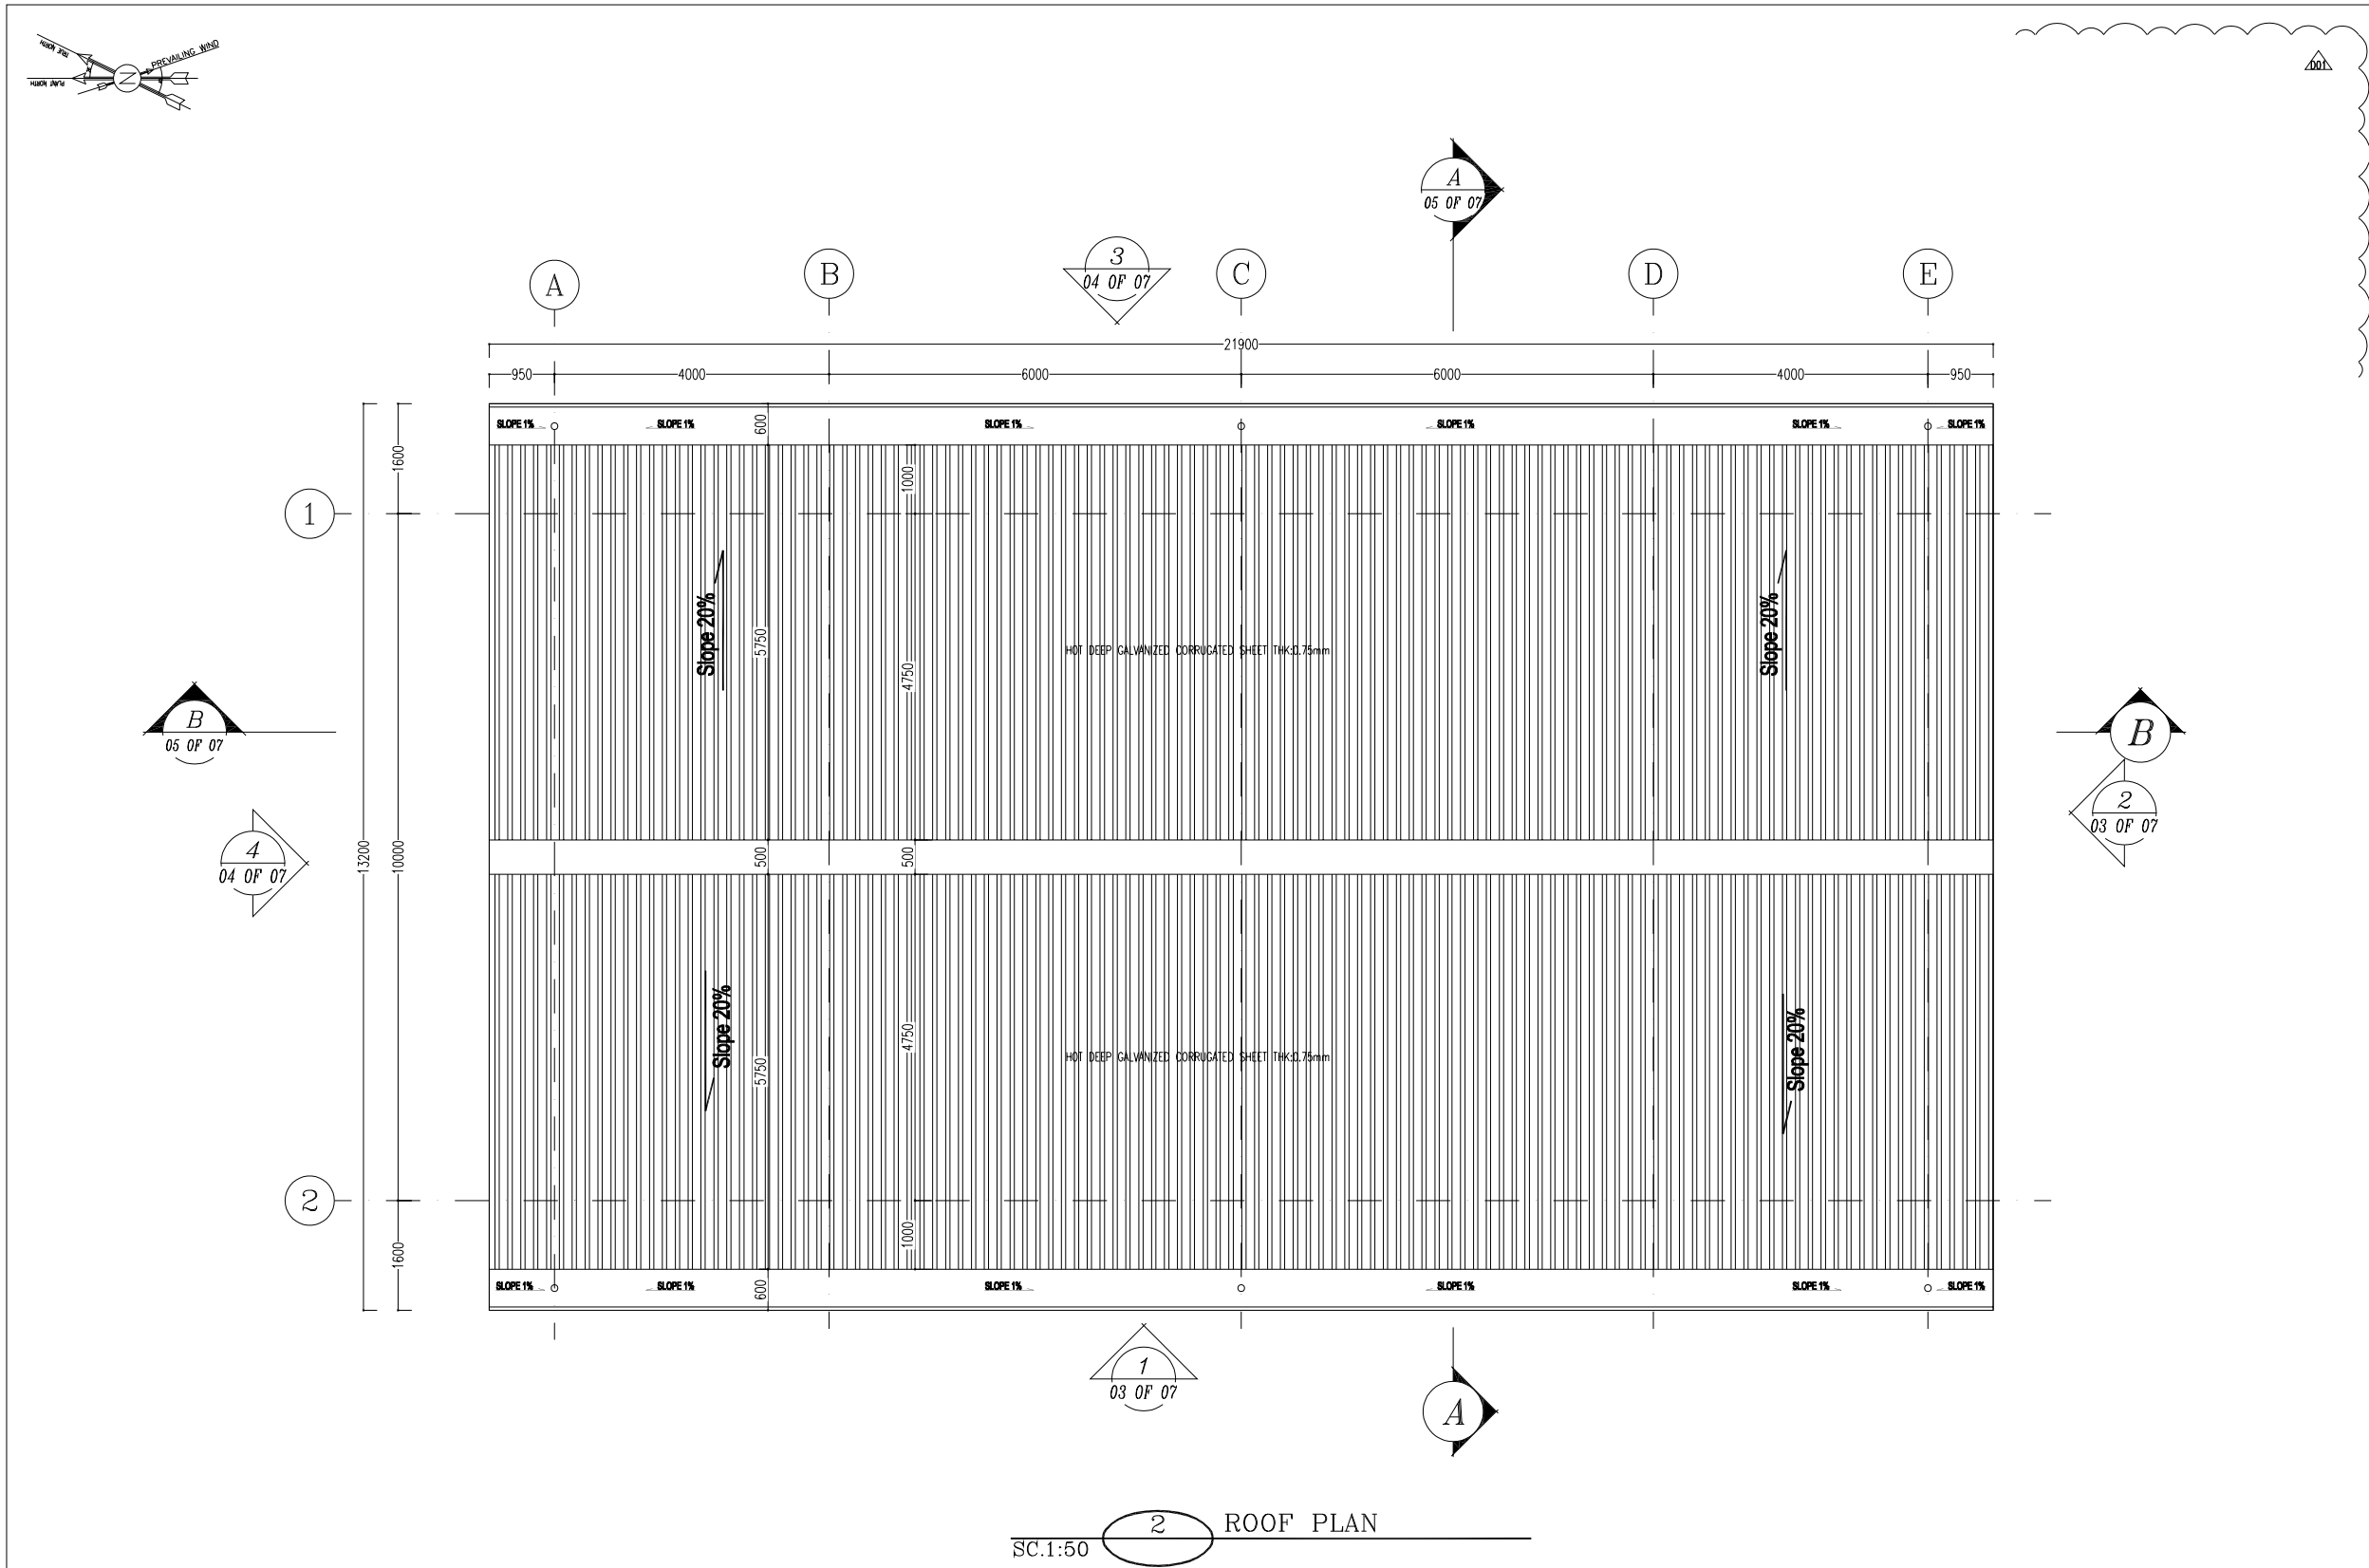 TRUE NORTH
PREVAILING WIND
PLANT NORTH
D01
A
05 OF 07
3
04 OF 07
A
B
C
D
E
21900
950
4000
6000
6000
4000
950
SLOPE 1%
SLOPE 1%
600
SLOPE 1%
SLOPE 1%
SLOPE 1%
SLOPE 1%
1600
1000
1
Slope 20%
5750
4750
HOT DEEP GALVANIZED CORRUGATED SHEET THK:0.75mm
Slope 20%
B
05 OF 07
B
2
03 OF 07
4
04 OF 07
13200
10000
500
500
Slope 20%
5750
4750
HOT DEEP GALVANIZED CORRUGATED SHEET THK:0.75mm
Slope 20%
2
1600
1000
SLOPE 1%
SLOPE 1%
600
SLOPE 1%
SLOPE 1%
SLOPE 1%
SLOPE 1%
1
03 OF 07
A
2
ROOF PLAN
SC.1:50